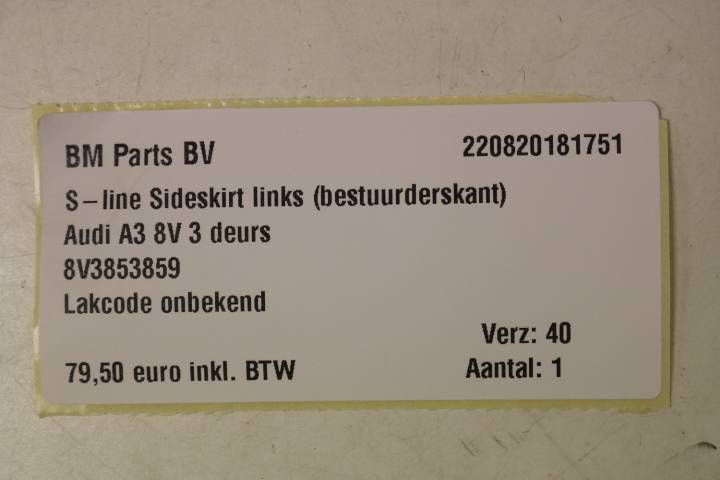 BM Parts BV 220820181751
S-line Sideskirt links (bestuurderskant)
Audi A3 8V 3 deurs
8V3853859
Lakcode onbekend
Verz: 40
79,50 euro inkl. BTW Aantal: 1